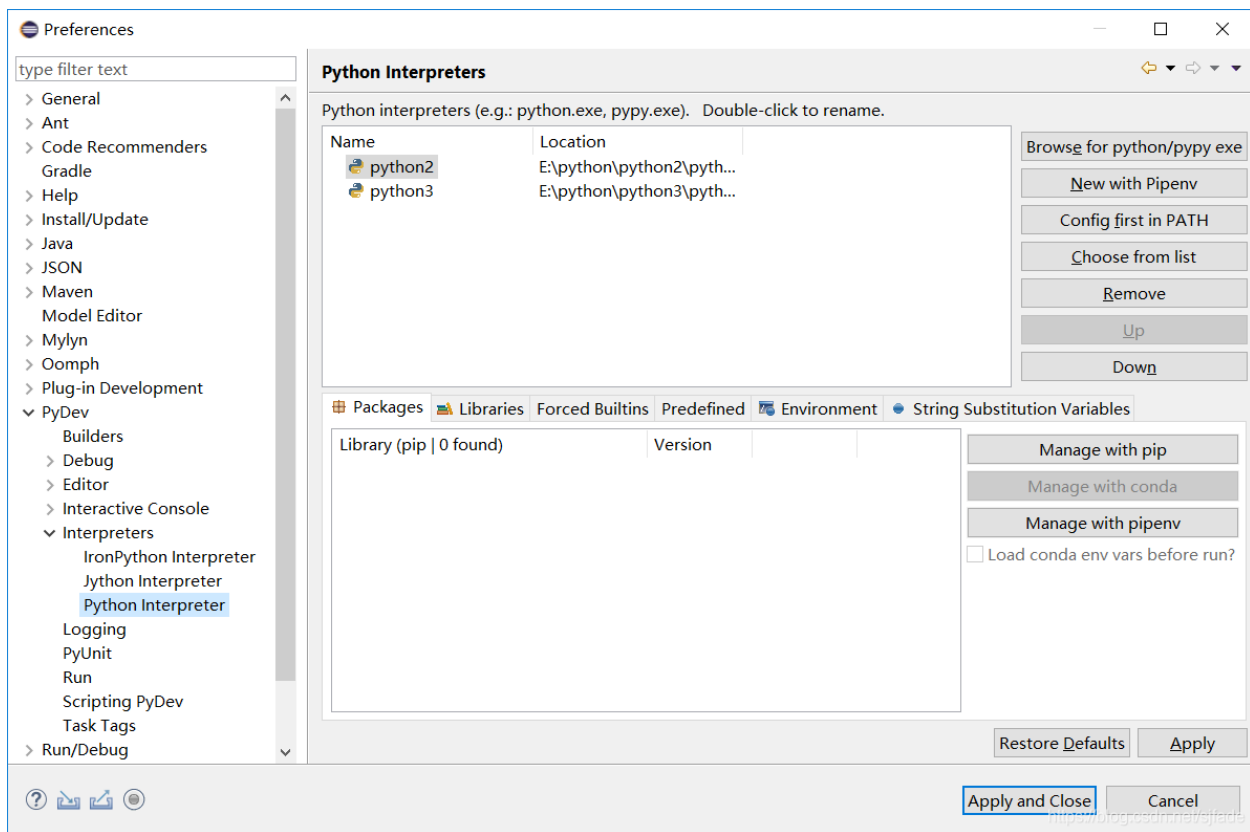 Preferences
type filter text
General
Ant
Code Recommenders
Gradle
Help
Install/Update
Java
JSON
Maven
Model Editor
Mylyn
Oomph
Plug-in Development
PyDev
Builders
Debug
Editor
Interactive Console
Interpreters
IronPython Interpreter
Jython Interpreter
Python Interpreter
Logging
PyUnit
Run
Scripting PyDev
Task Tags
Run/Debug
Python Interpreters
Python interpreters (e.g.: python.exe, pypy.exe). Double-click to rename.
Name Location
python2 E:\python\python2\pyth...
python3 E:\python\python3\pyth...
Browse for python/pypy exe
New with Pipenv
Config first in PATH
Choose from list
Remove
Up
Down
Packages Libraries Forced Builtins Predefined Environment String Substitution Variables
Library (pip | 0 found) Version
Manage with pip
Manage with conda
Manage with pipenv
Load conda env vars before run?
Restore Defaults Apply
Apply and Close Cancel
https://blog.csdn.net/sjfade